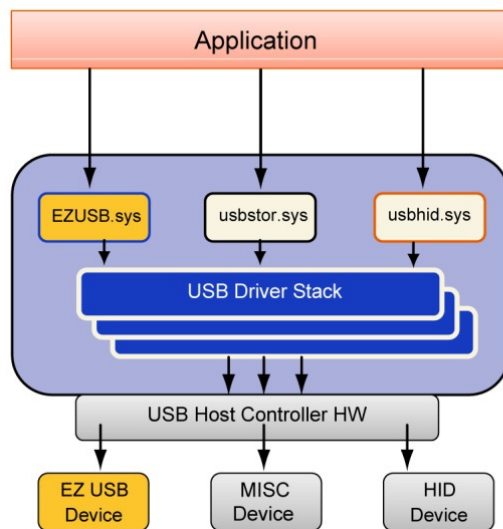 Application
EZUSB.sys
usbstor.sys
usbhid.sys
USB Driver Stack
USB Host Controller HW
EZ USB
Device
MISC
Device
HID
Device